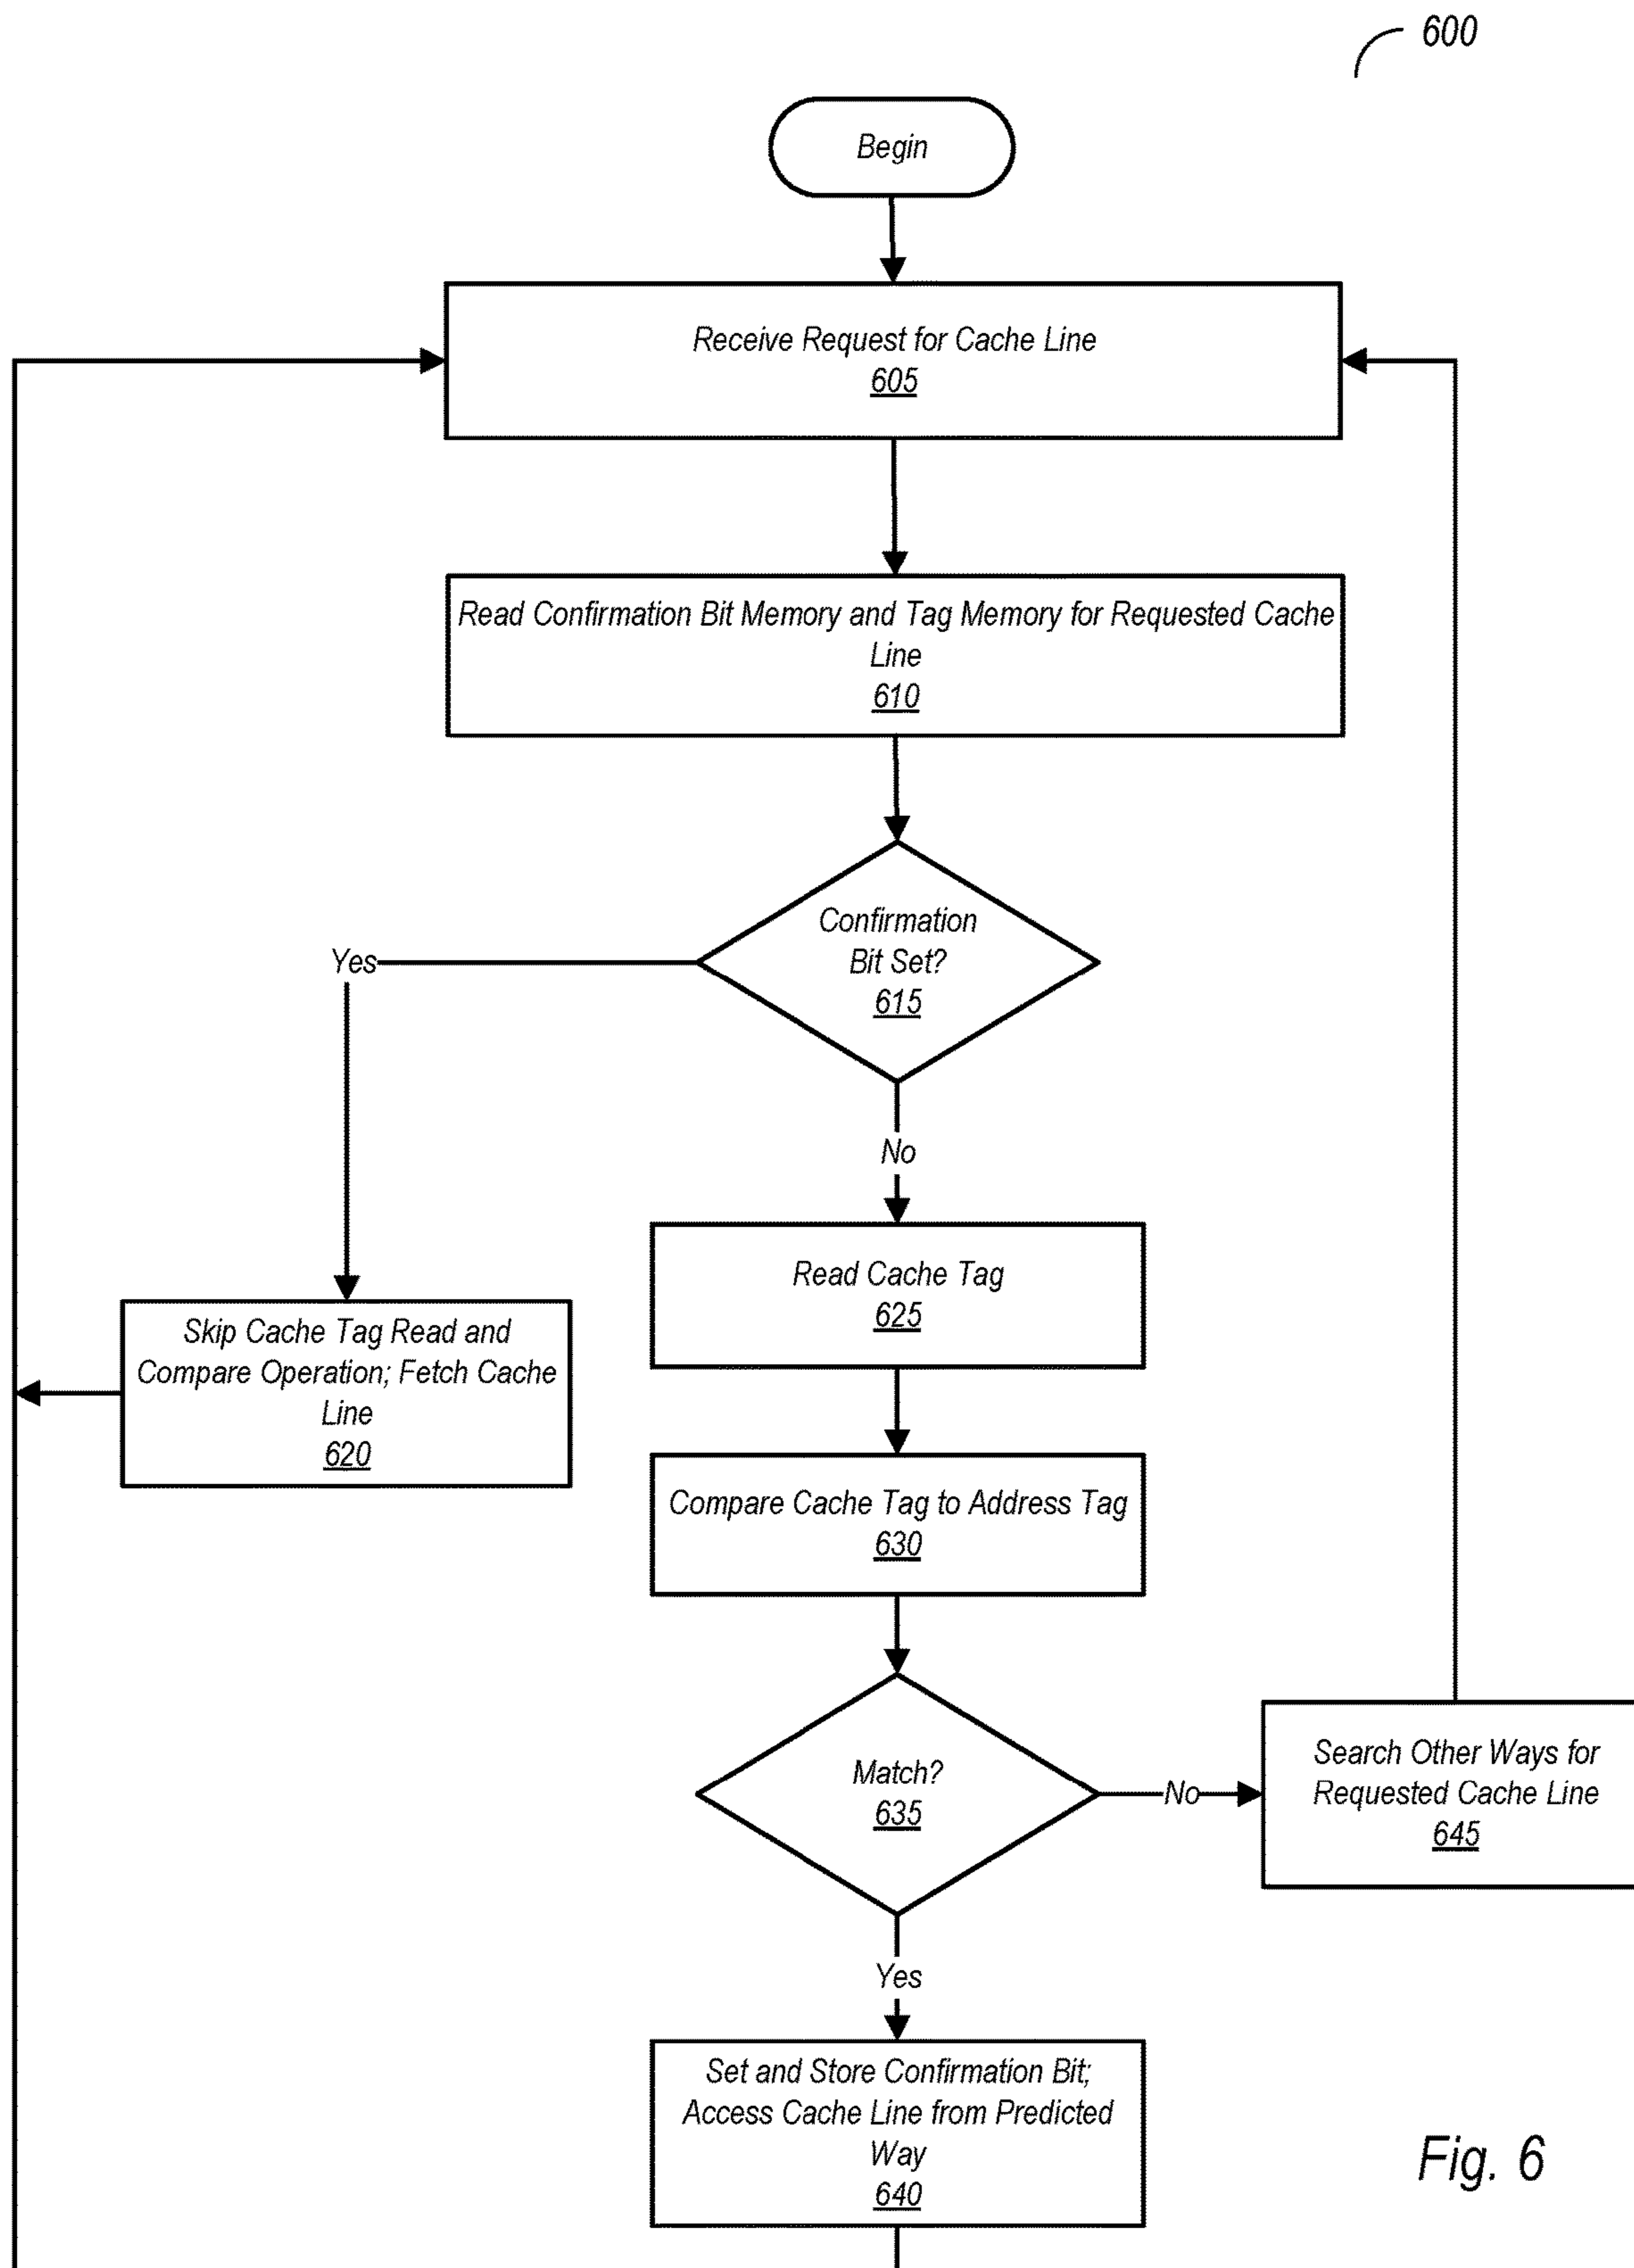 600
Begin
Receive Request for Cache Line
605
Read Confirmation Bit Memory and Tag Memory for Requested Cache
Line
610
Confirmation
Bit Set?
615
Yes
No
Read Cache Tag
625
Skip Cache Tag Read and
Compare Operation; Fetch Cache
Line
620
Compare Cache Tag to Address Tag
630
Match?
635
No
Search Other Ways for
Requested Cache Line
645
Yes
Set and Store Confirmation Bit;
Access Cache Line from Predicted
Way
640
Fig. 6